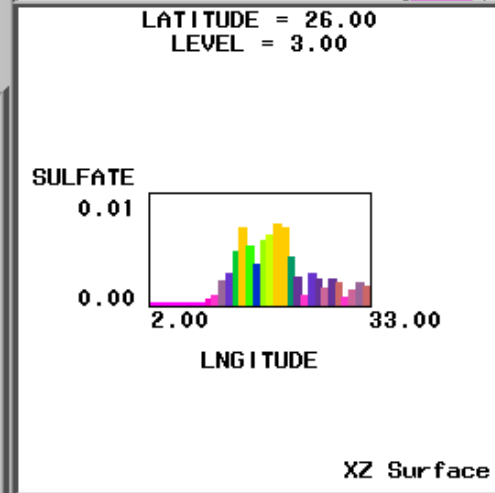 LATITUDE = 26.00
LEVEL = 3.00
SULFATE
0.01
0.00
2.00 33.00
LNGITUDE
XZ Surface